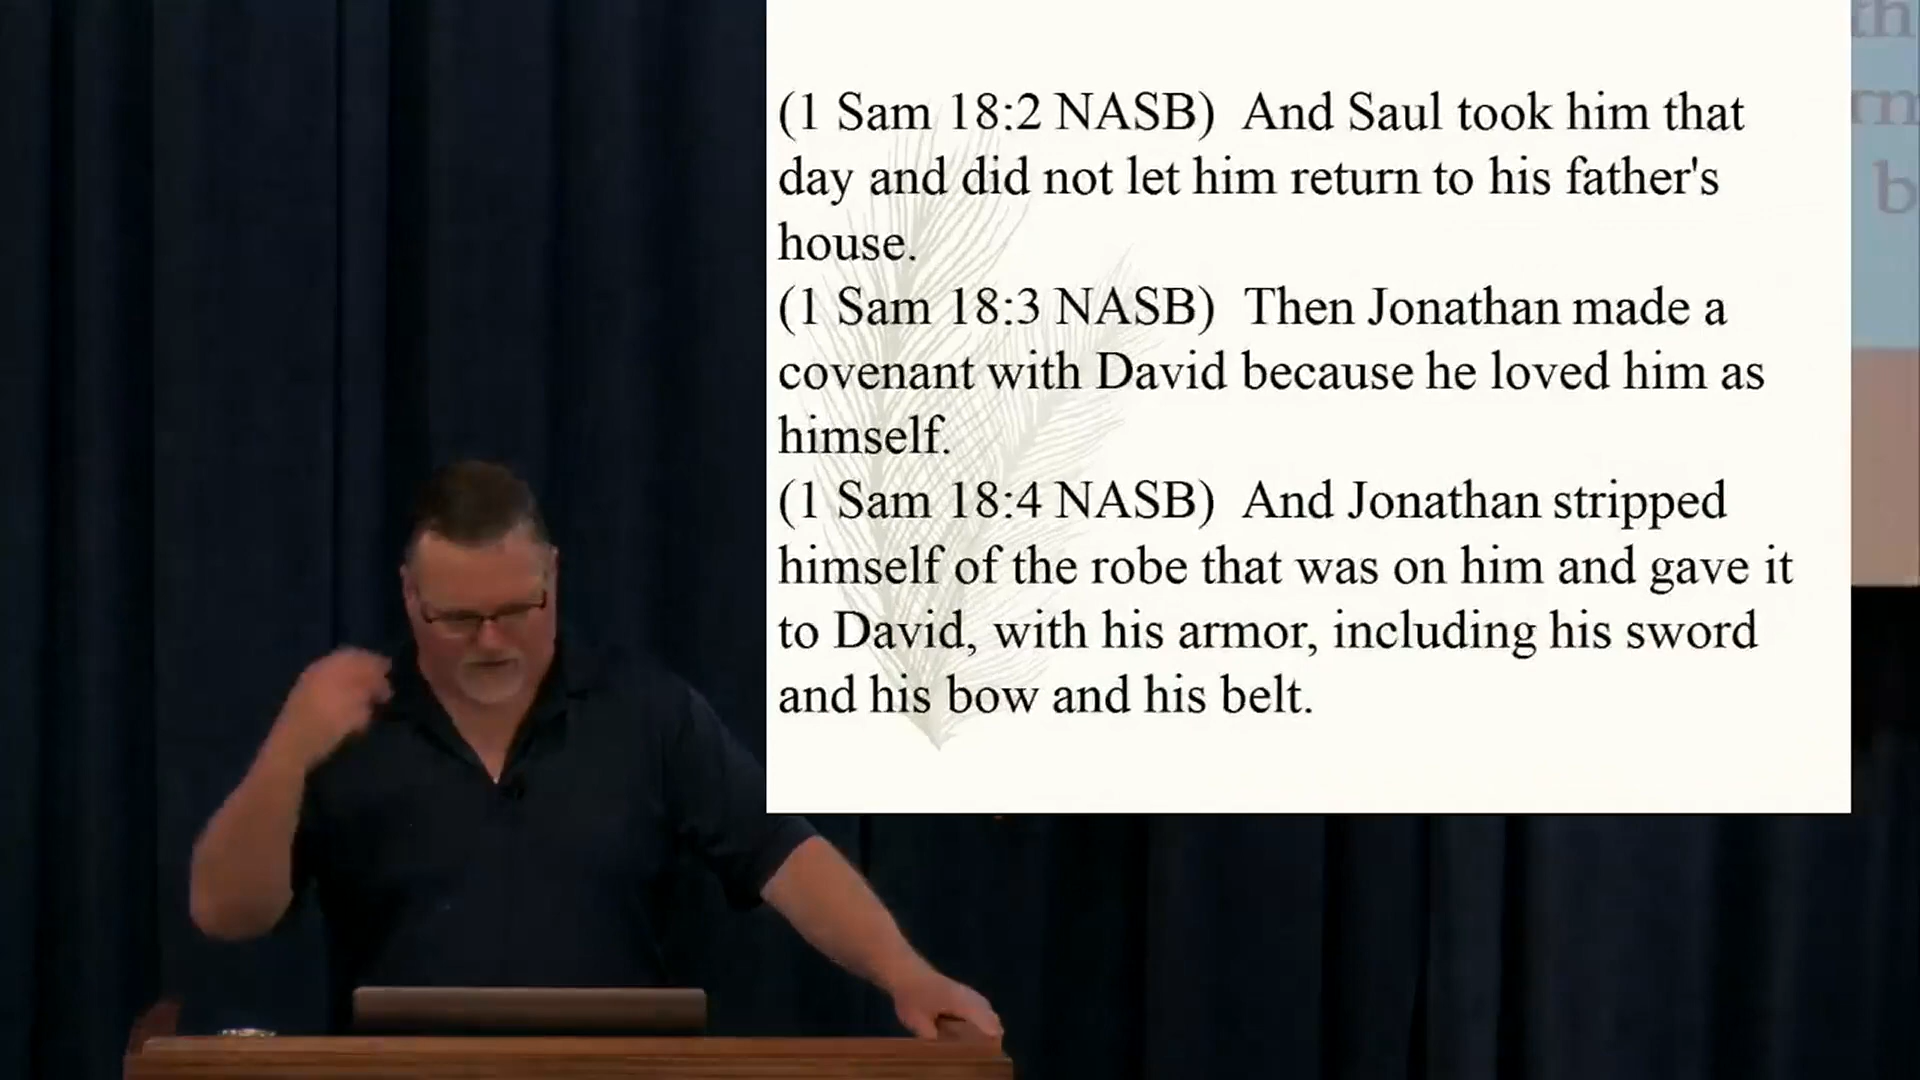 (1 Sam 18:2 NASB)  And Saul took him that
day and did not let him return to his father's
house.
(1 Sam 18:3 NASB)  Then Jonathan made a
covenant with David because he loved him as
himself.
(1 Sam 18:4 NASB)  And Jonathan stripped
himself of the robe that was on him and gave it
to David, with his armor, including his sword
and his bow and his belt.